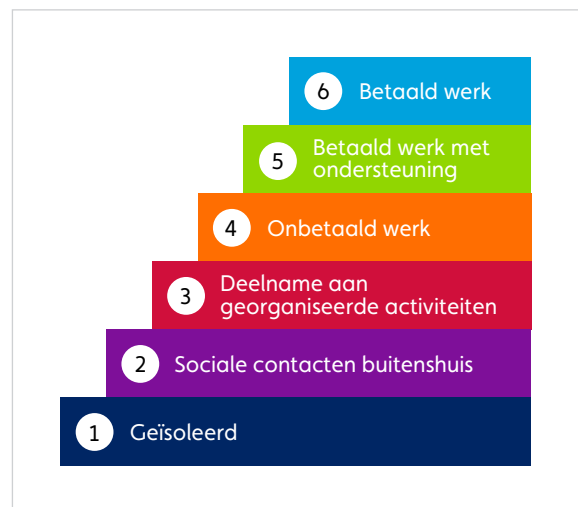 6 Betaald werk
5 Betaald werk met
ondersteuning
4 Onbetaald werk
3 Deelname aan
georganiseerde activiteiten
2 Sociale contacten buitenshuis
1 Geïsoleerd